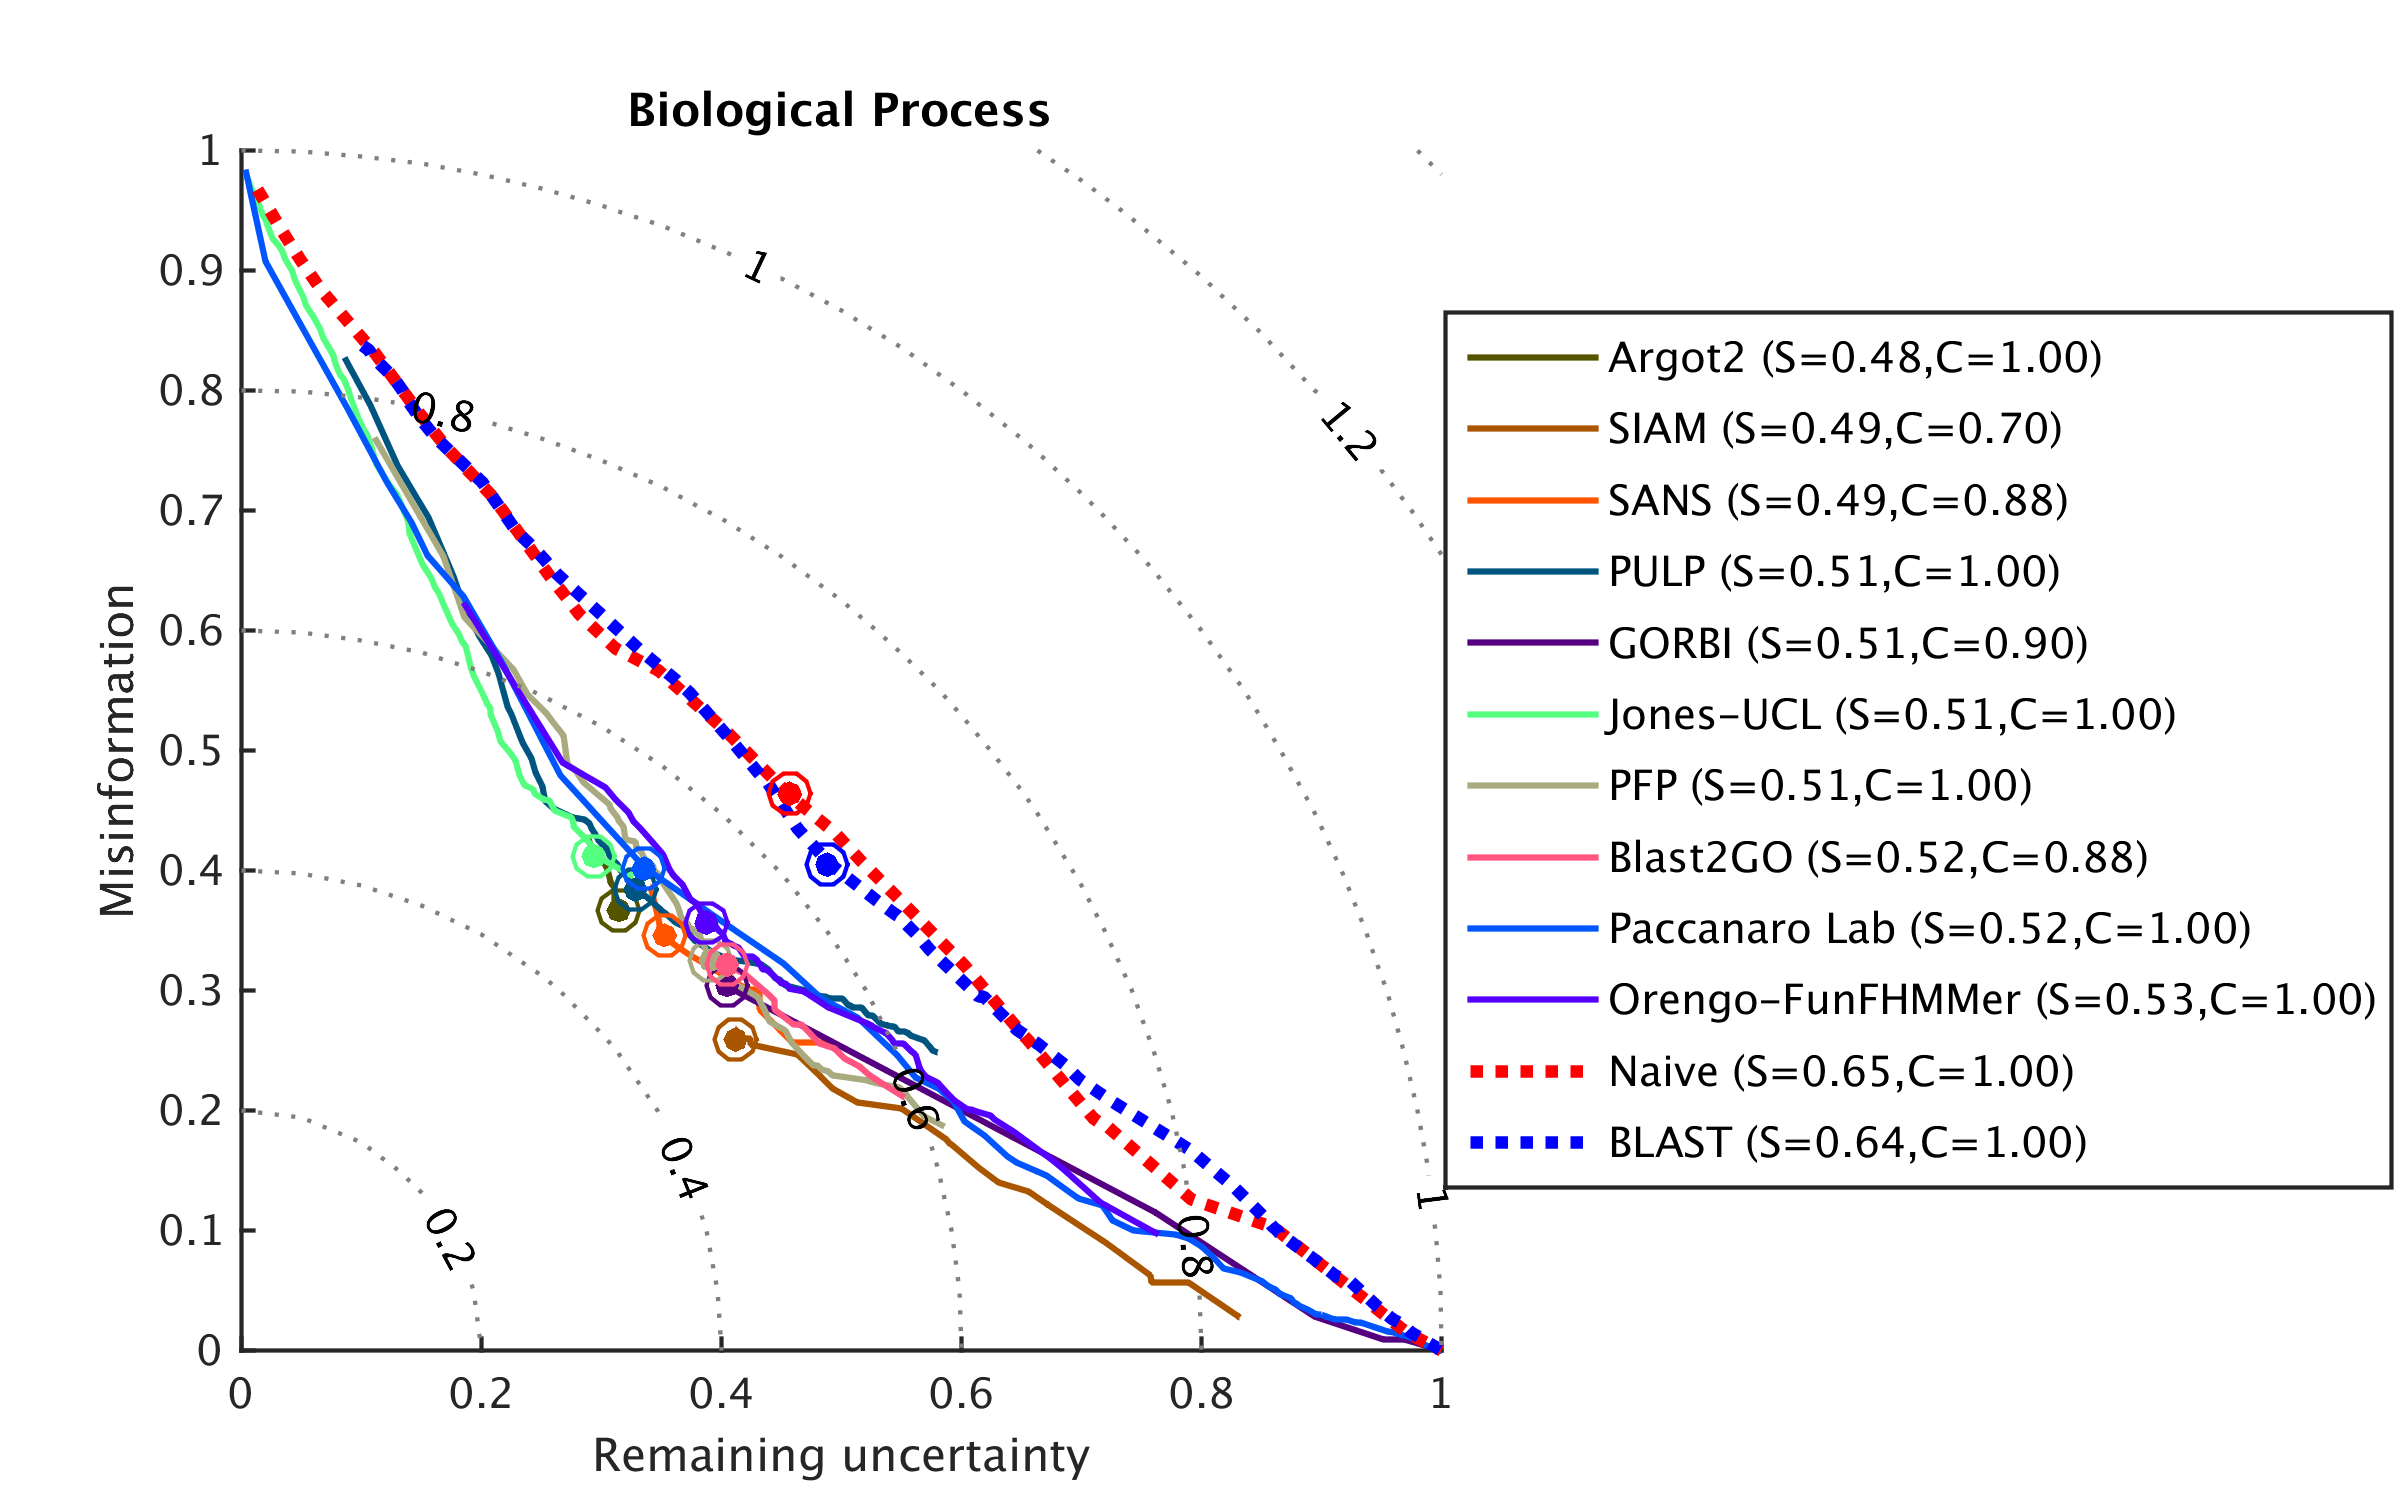 Biological Process
Misinformation
1
0.9
0.8
0.7
0.6
0.5
0.4
0.3
0.2
0.1
0
0
0.2
0.4
0.6
0.8
1
Remaining uncertainty
1
1.2
0.8
0.6
0.4
0.2
0.8
1
Argot2 (S=0.48,C=1.00)
SIAM (S=0.49,C=0.70)
SANS (S=0.49,C=0.88)
PULP (S=0.51,C=1.00)
GORBI (S=0.51,C=0.90)
Jones-UCL (S=0.51,C=1.00)
PFP (S=0.51,C=1.00)
Blast2GO (S=0.52,C=0.88)
Paccanaro Lab (S=0.52,C=1.00)
Orengo-FunFHMMer (S=0.53,C=1.00)
Naive (S=0.65,C=1.00)
BLAST (S=0.64,C=1.00)